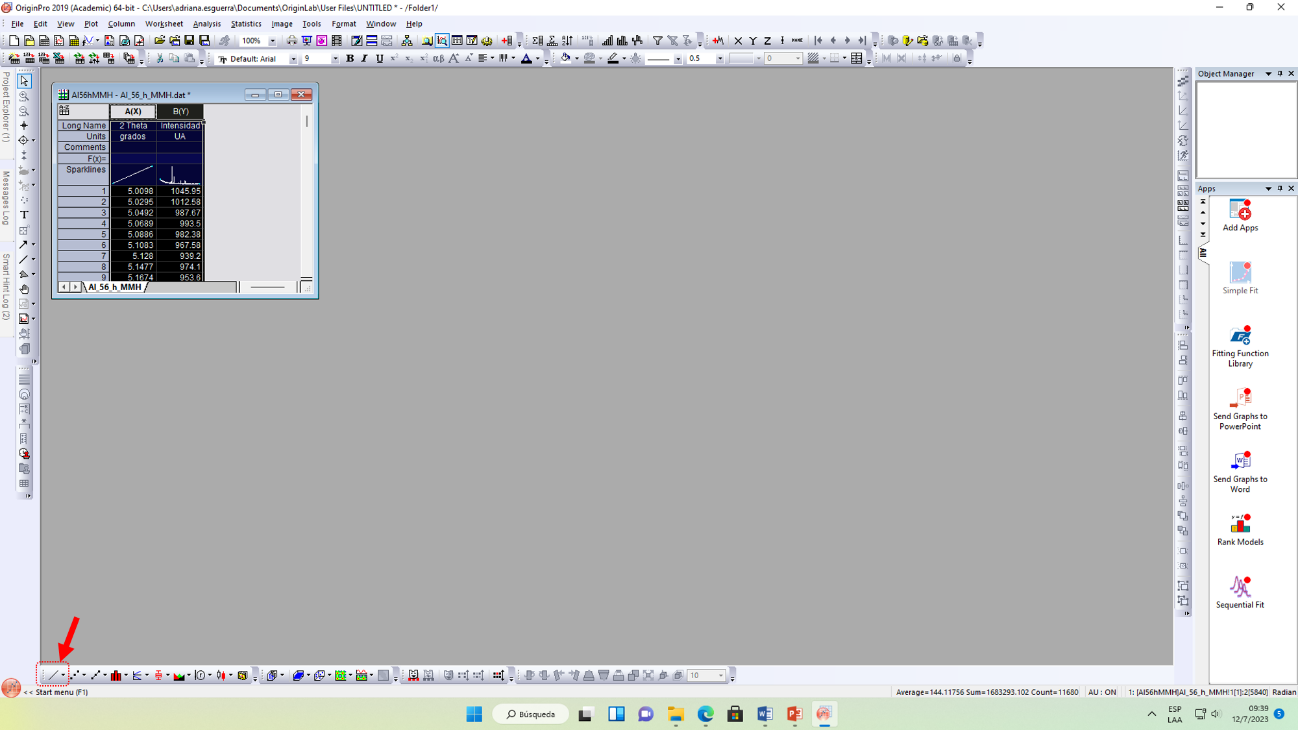 OriginPro 2019 (Academic) 64-bit - C:\Users\adriana.esguerra\Documents\OriginLab\User Files\UNTITLED * - /Folder1/
File Edit View Plot Column Worksheet Analysis Statistics Image Tools Format Window Help
100%
X Y Z
Default: Arial 9 B I U αβ A A A 0.5 0
Project Explorer (1)
Messages Log
Smart Hint Log (2)
T
AI56hMMH - AI_56_h_MMH.dat *
A(X) B(Y)
Long Name 2 Theta Intensidad
Units grados UA
Comments
F(x)=
Sparklines
1 5.0098 1045.95
2 5.0295 1012.58
3 5.0492 987.67
4 5.0689 993.5
5 5.0886 982.38
6 5.1083 967.58
7 5.128 939.2
8 5.1477 974.1
9 5.1674 953.6
AI_56_h_MMH
Object Manager
Apps
All
Add Apps
Simple Fit
Fitting Function
Library
Send Graphs to
PowerPoint
Send Graphs to
Word
y=f
Rank Models
Sequential Fit
10
<< Start menu (F1)
Average=144.11756 Sum=1683293.102 Count=11680 AU : ON 1: [AI56hMMH]AI_56_h_MMH!1[1]:2[5840] Radian
Búsqueda
ESP
LAA
09:39
12/7/2023
5